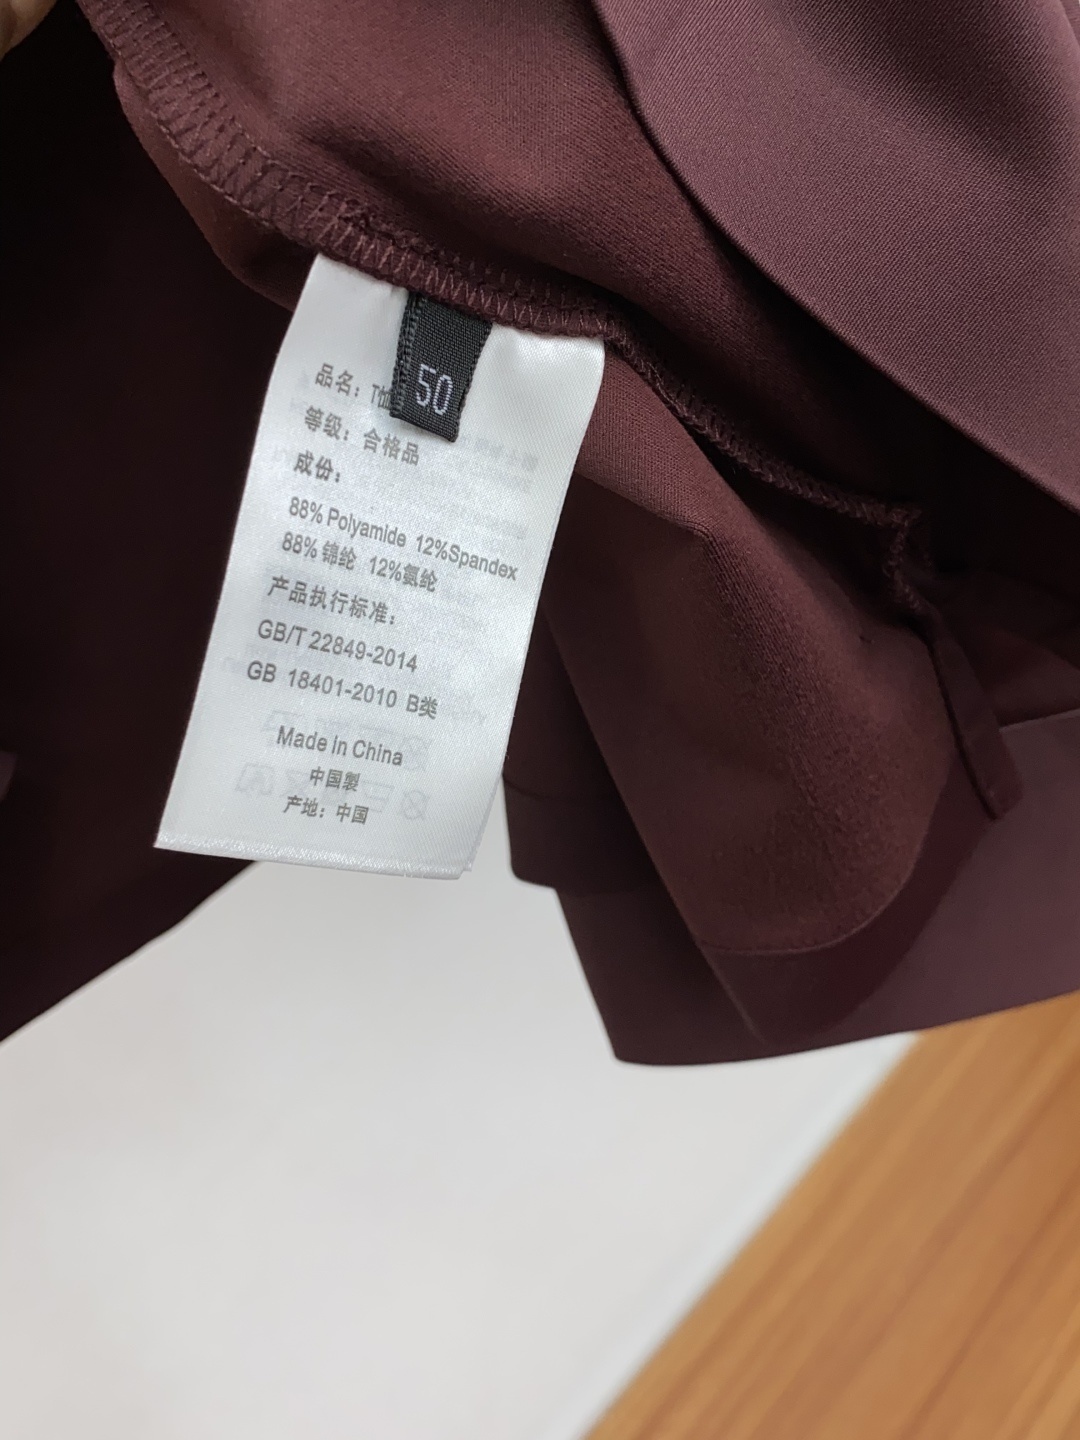 50
品名：T恤
等级：合格品
成份：
88% Polyamide 12%Spandex
88% 锦纶 12%氨纶
产品执行标准：
GB/T 22849-2014
GB 18401-2010 B类
Made in China
中国製
产地：中国